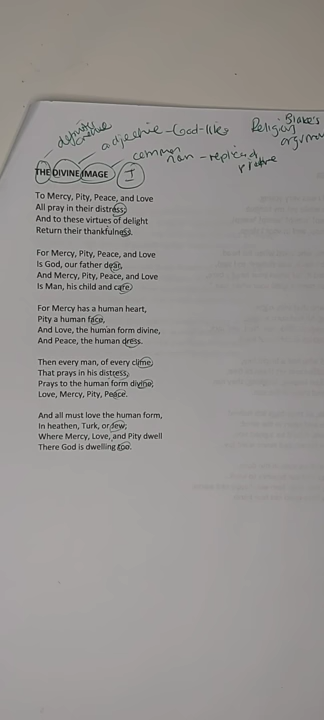 Blake's
definite
article
adjective - God-like
Religion
argument
common
noun - replica of
THE DIVINE IMAGE
I
To Mercy, Pity, Peace, and Love
All pray in their distress;
And to these virtues of delight
Return their thankfulness.
For Mercy, Pity, Peace, and Love
Is God, our father dear,
And Mercy, Pity, Peace, and Love
Is Man, his child and care.
For Mercy has a human heart,
Pity a human face,
And Love, the human form divine,
And Peace, the human dress.
Then every man, of every clime,
That prays in his distress,
Prays to the human form divine,
Love, Mercy, Pity, Peace.
And all must love the human form,
In heathen, Turk, or Jew;
Where Mercy, Love, and Pity dwell
There God is dwelling too.